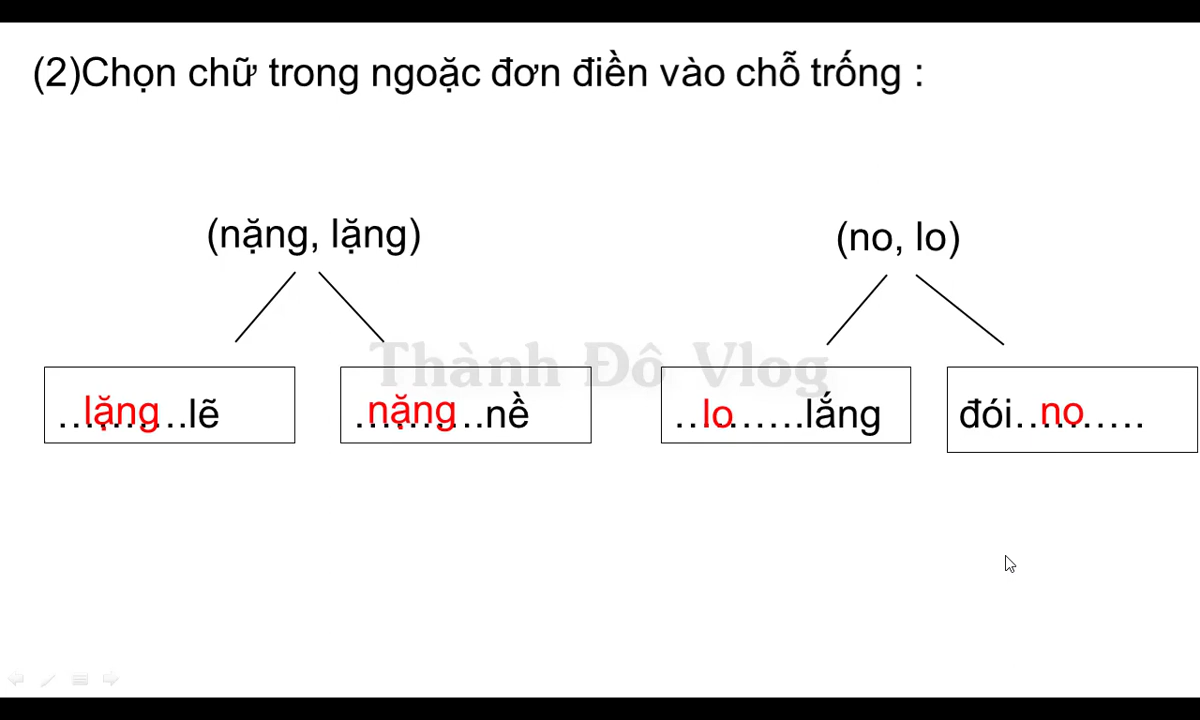 (2)Chọn chữ trong ngoặc đơn điền vào chỗ trống :
(nặng, lặng) (no, lo)
Thành Đô Vlog
…lặng…lẽ …nặng…nề …lo……lắng đói…no……